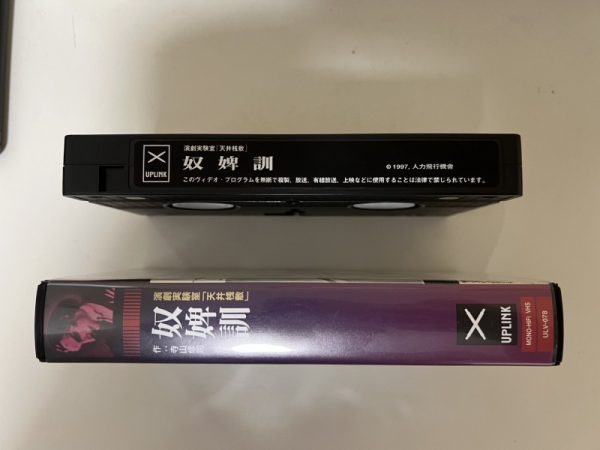 UPLINK
演劇実験室「天井桟敷」
奴婢訓
© 1997, 人力飛行機舎
このヴィデオ・プログラムを無断で複製、放送、有線放送、上映などに使用することは法律で禁じられています。
演劇実験室「天井桟敷」
奴婢訓
作:寺山修司
UPLINK
MONO-HiFi VHS
ULV-078